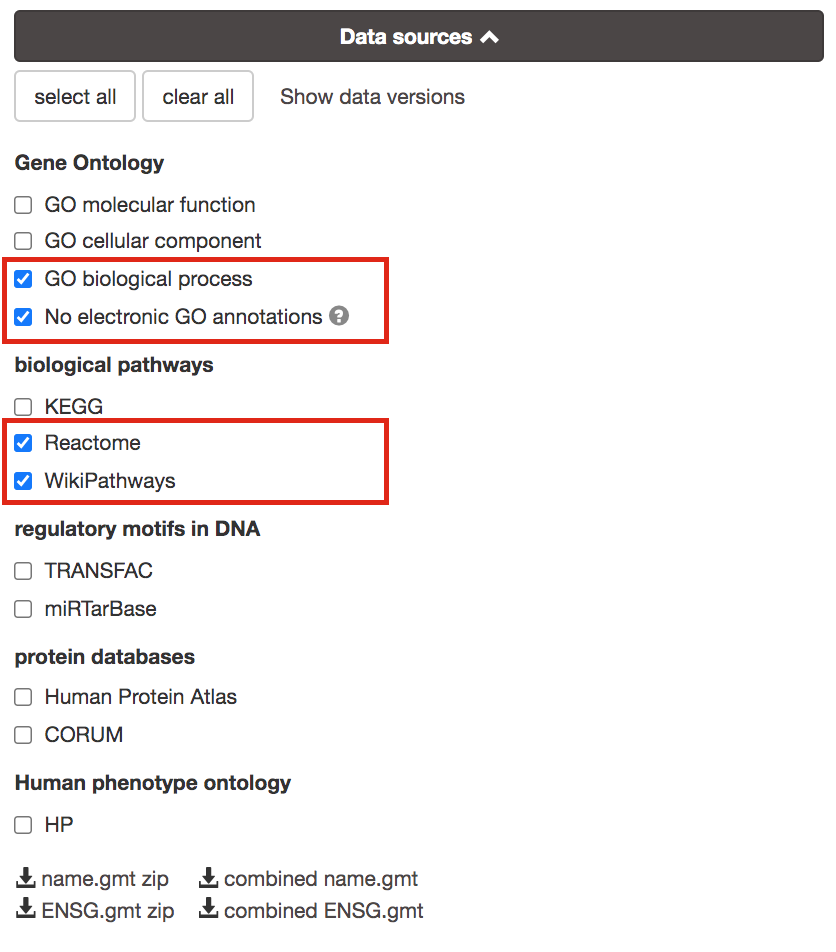 Data sources
select all clear all Show data versions
Gene Ontology
GO molecular function
GO cellular component
GO biological process
No electronic GO annotations ?
biological pathways
KEGG
Reactome
WikiPathways
regulatory motifs in DNA
TRANSFAC
miRTarBase
protein databases
Human Protein Atlas
CORUM
Human phenotype ontology
HP
name.gmt zip combined name.gmt
ENSG.gmt zip combined ENSG.gmt